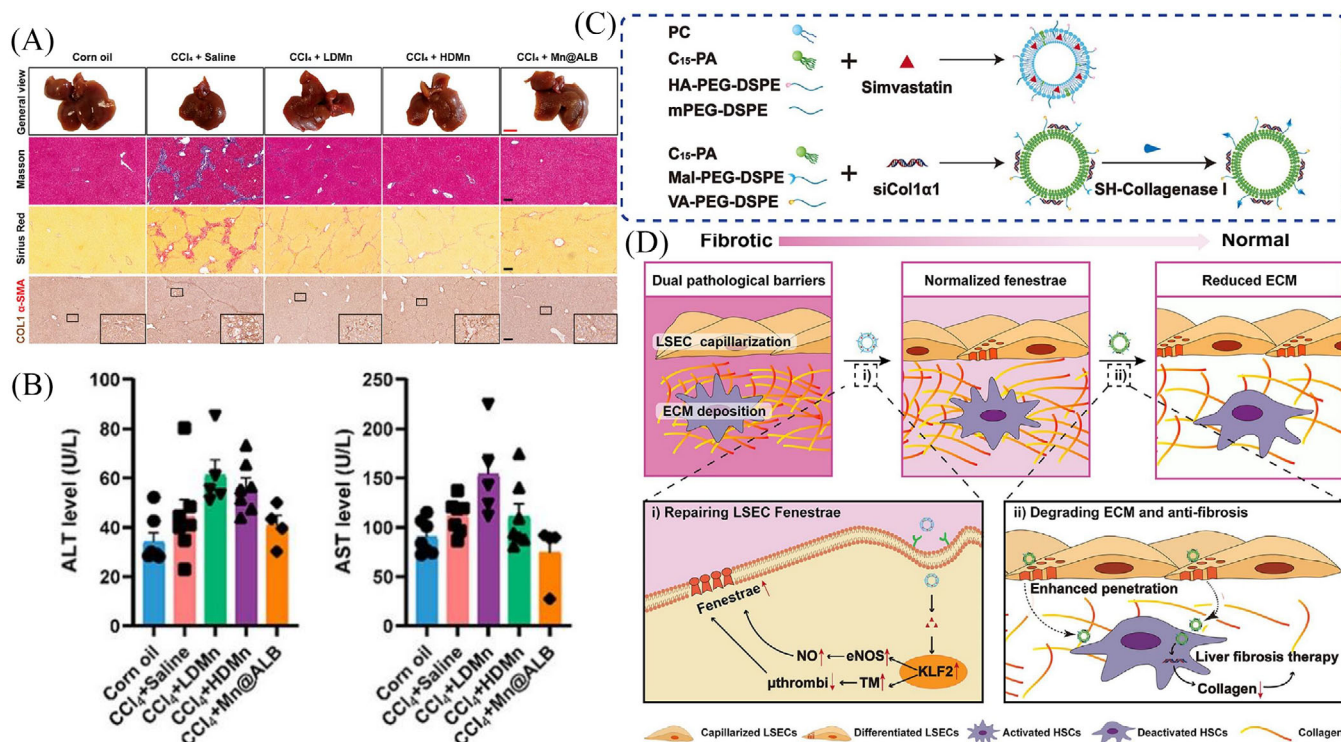 (A)
Corn oil
CCl₄ + Saline
CCl₄ + LDMn
CCl₄ + HDMn
CCl₄ + Mn@ALB
General view
Masson
Sirius Red
COL1 α-SMA
(B)
ALT level (U/L)
100
80
60
40
20
0
Corn oil
CCl₄+Saline
CCl₄+LDMn
CCl₄+HDMn
CCl₄+Mn@ALB
AST level (U/L)
250
200
150
100
50
0
Corn oil
CCl₄+Saline
CCl₄+LDMn
CCl₄+HDMn
CCl₄+Mn@ALB
(C)
PC
C₁₅-PA
HA-PEG-DSPE
mPEG-DSPE
+
Simvastatin
C₁₅-PA
Mal-PEG-DSPE
VA-PEG-DSPE
+
siCol1α1
SH-Collagenase I
(D)
Fibrotic
Normal
Dual pathological barriers
LSEC capillarization
ECM deposition
i)
Normalized fenestrae
ii)
Reduced ECM
i) Repairing LSEC Fenestrae
Fenestrae↑
NO↑
eNOS↑
KLF2↑
μthrombi↓
TM↑
ii) Degrading ECM and anti-fibrosis
Enhanced penetration
Liver fibrosis therapy
Collagen↓
Capillarized LSECs
Differentiated LSECs
Activated HSCs
Deactivated HSCs
Collagen